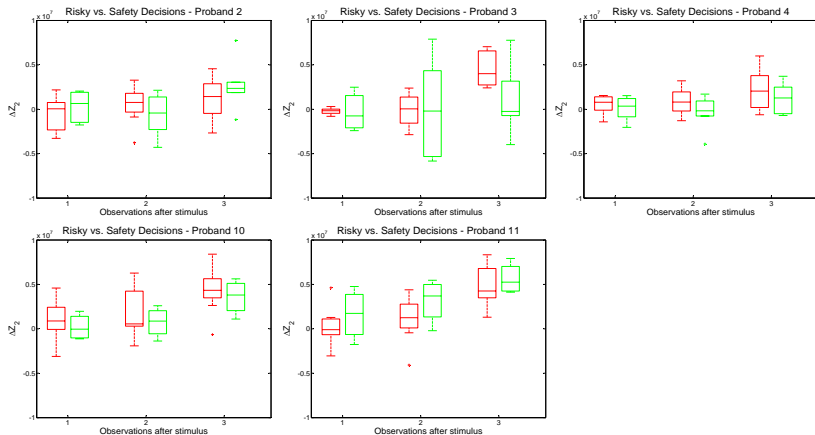 Risky vs. Safety Decisions - Proband 2
x 10^7
1
0.5
0
-0.5
-1
ΔZ_2
1 2 3
Observations after stimulus
Risky vs. Safety Decisions - Proband 3
x 10^7
1
0.5
0
-0.5
-1
ΔZ_2
1 2 3
Observations after stimulus
Risky vs. Safety Decisions - Proband 4
x 10^7
1
0.5
0
-0.5
-1
ΔZ_2
1 2 3
Observations after stimulus
Risky vs. Safety Decisions - Proband 10
x 10^7
1
0.5
0
-0.5
-1
ΔZ_2
1 2 3
Observations after stimulus
Risky vs. Safety Decisions - Proband 11
x 10^7
1
0.5
0
-0.5
-1
ΔZ_2
1 2 3
Observations after stimulus